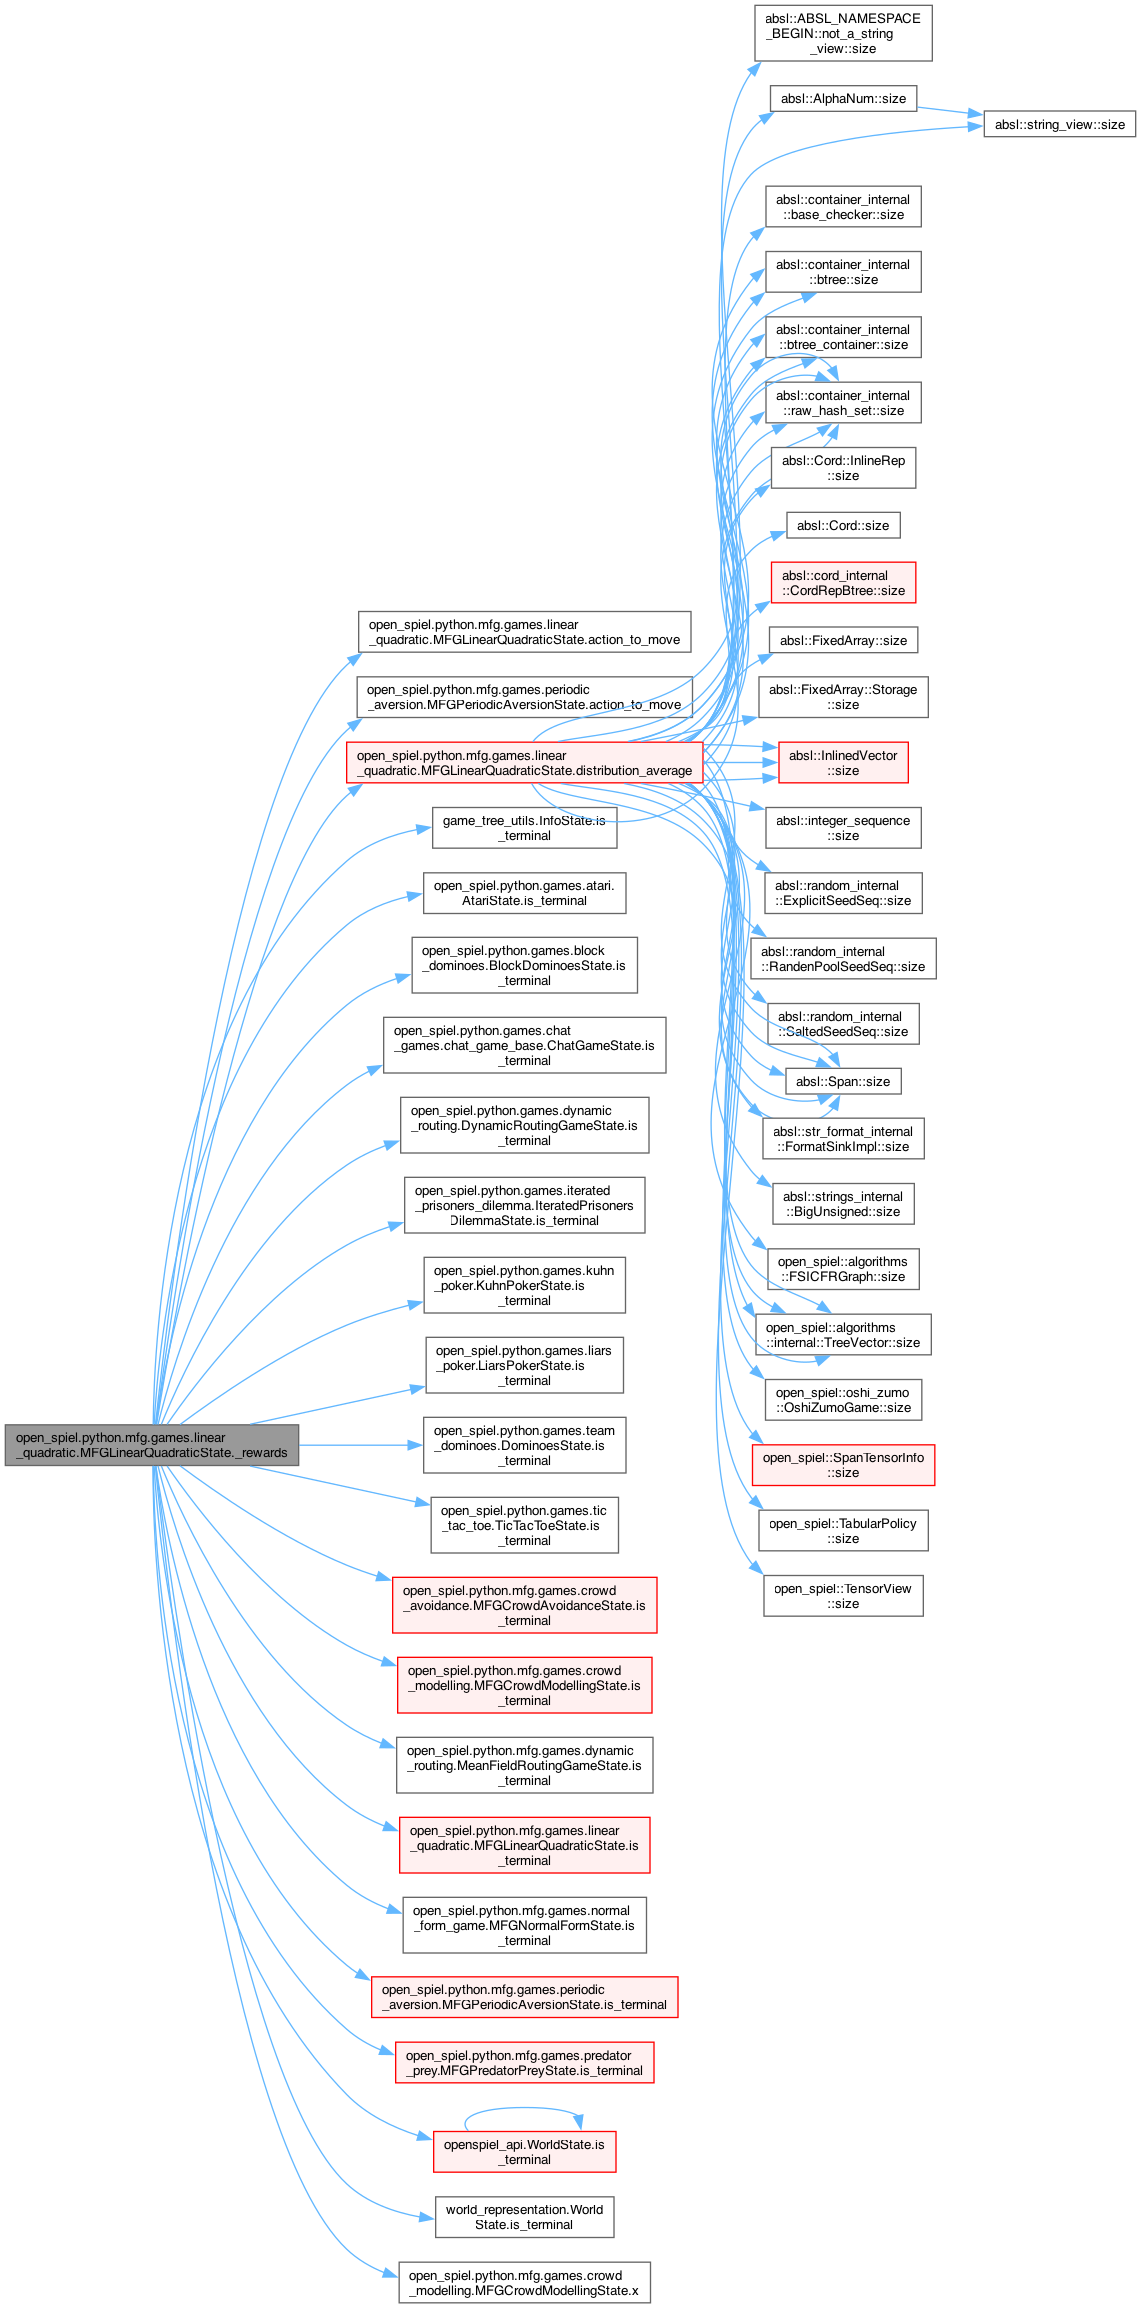 open_spiel.python.mfg.games.linear
_quadratic.MFGLinearQuadraticState._rewards
open_spiel.python.mfg.games.linear
_quadratic.MFGLinearQuadraticState.action_to_move
open_spiel.python.mfg.games.periodic
_aversion.MFGPeriodicAversionState.action_to_move
open_spiel.python.mfg.games.linear
_quadratic.MFGLinearQuadraticState.distribution_average
game_tree_utils.InfoState.is
_terminal
open_spiel.python.games.atari.
AtariState.is_terminal
open_spiel.python.games.block
_dominoes.BlockDominoesState.is
_terminal
open_spiel.python.games.chat
_games.chat_game_base.ChatGameState.is
_terminal
open_spiel.python.games.dynamic
_routing.DynamicRoutingGameState.is
_terminal
open_spiel.python.games.iterated
_prisoners_dilemma.IteratedPrisoners
DilemmaState.is_terminal
open_spiel.python.games.kuhn
_poker.KuhnPokerState.is
_terminal
open_spiel.python.games.liars
_poker.LiarsPokerState.is
_terminal
open_spiel.python.games.team
_dominoes.DominoesState.is
_terminal
open_spiel.python.games.tic
_tac_toe.TicTacToeState.is
_terminal
open_spiel.python.mfg.games.crowd
_avoidance.MFGCrowdAvoidanceState.is
_terminal
open_spiel.python.mfg.games.crowd
_modelling.MFGCrowdModellingState.is
_terminal
open_spiel.python.mfg.games.dynamic
_routing.MeanFieldRoutingGameState.is
_terminal
open_spiel.python.mfg.games.linear
_quadratic.MFGLinearQuadraticState.is
_terminal
open_spiel.python.mfg.games.normal
_form_game.MFGNormalFormState.is
_terminal
open_spiel.python.mfg.games.periodic
_aversion.MFGPeriodicAversionState.is_terminal
open_spiel.python.mfg.games.predator
_prey.MFGPredatorPreyState.is_terminal
openspiel_api.WorldState.is
_terminal
world_representation.World
State.is_terminal
open_spiel.python.mfg.games.crowd
_modelling.MFGCrowdModellingState.x
absl::ABSL_NAMESPACE
_BEGIN::not_a_string
_view::size
absl::AlphaNum::size
absl::string_view::size
absl::container_internal
::base_checker::size
absl::container_internal
::btree::size
absl::container_internal
::btree_container::size
absl::container_internal
::raw_hash_set::size
absl::Cord::InlineRep
::size
absl::Cord::size
absl::cord_internal
::CordRepBtree::size
absl::FixedArray::size
absl::FixedArray::Storage
::size
absl::InlinedVector
::size
absl::integer_sequence
::size
absl::random_internal
::ExplicitSeedSeq::size
absl::random_internal
::RandenPoolSeedSeq::size
absl::random_internal
::SaltedSeedSeq::size
absl::Span::size
absl::str_format_internal
::FormatSinkImpl::size
absl::strings_internal
::BigUnsigned::size
open_spiel::algorithms
::FSICFRGraph::size
open_spiel::algorithms
::internal::TreeVector::size
open_spiel::oshi_zumo
::OshiZumoGame::size
open_spiel::SpanTensorInfo
::size
open_spiel::TabularPolicy
::size
open_spiel::TensorView
::size